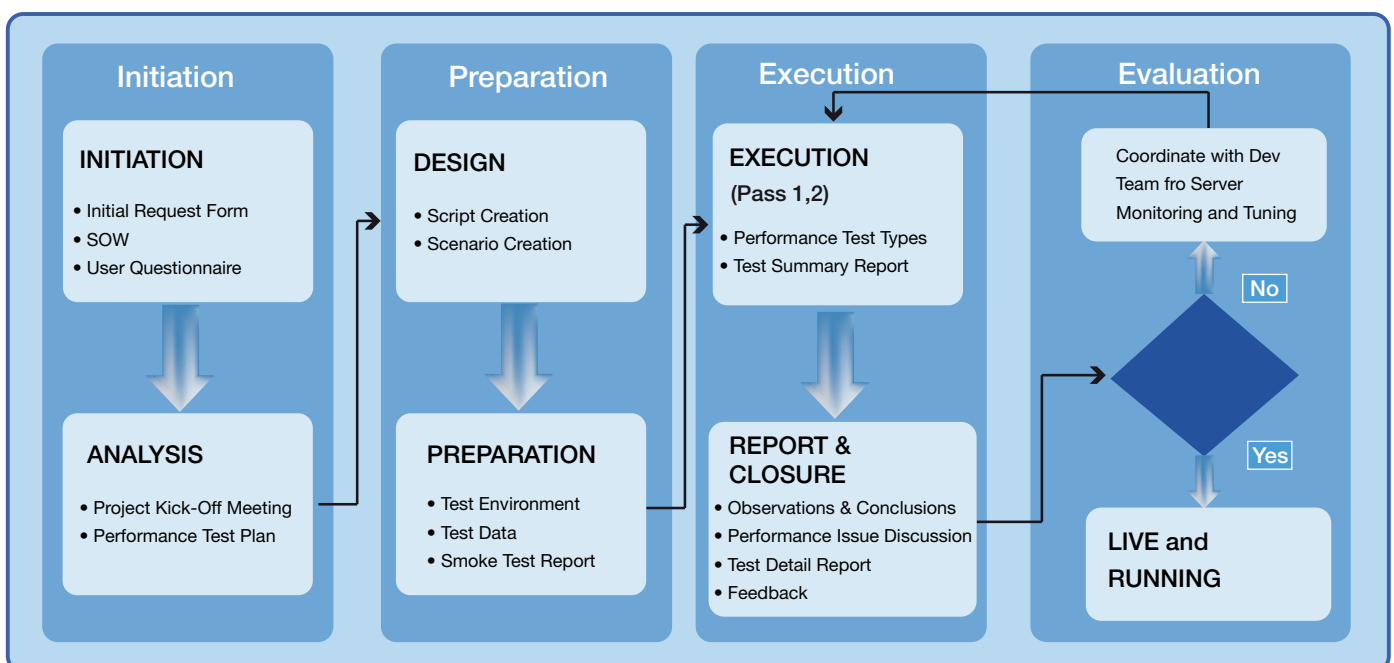 Initiation
INITIATION
• Initial Request Form
• SOW
• User Questionnaire
ANALYSIS
• Project Kick-Off Meeting
• Performance Test Plan
Preparation
DESIGN
• Script Creation
• Scenario Creation
PREPARATION
• Test Environment
• Test Data
• Smoke Test Report
Execution
EXECUTION
(Pass 1,2)
• Performance Test Types
• Test Summary Report
REPORT &
CLOSURE
• Observations & Conclusions
• Performance Issue Discussion
• Test Detail Report
• Feedback
Evaluation
Coordinate with Dev
Team fro Server
Monitoring and Tuning
No
Yes
LIVE and
RUNNING